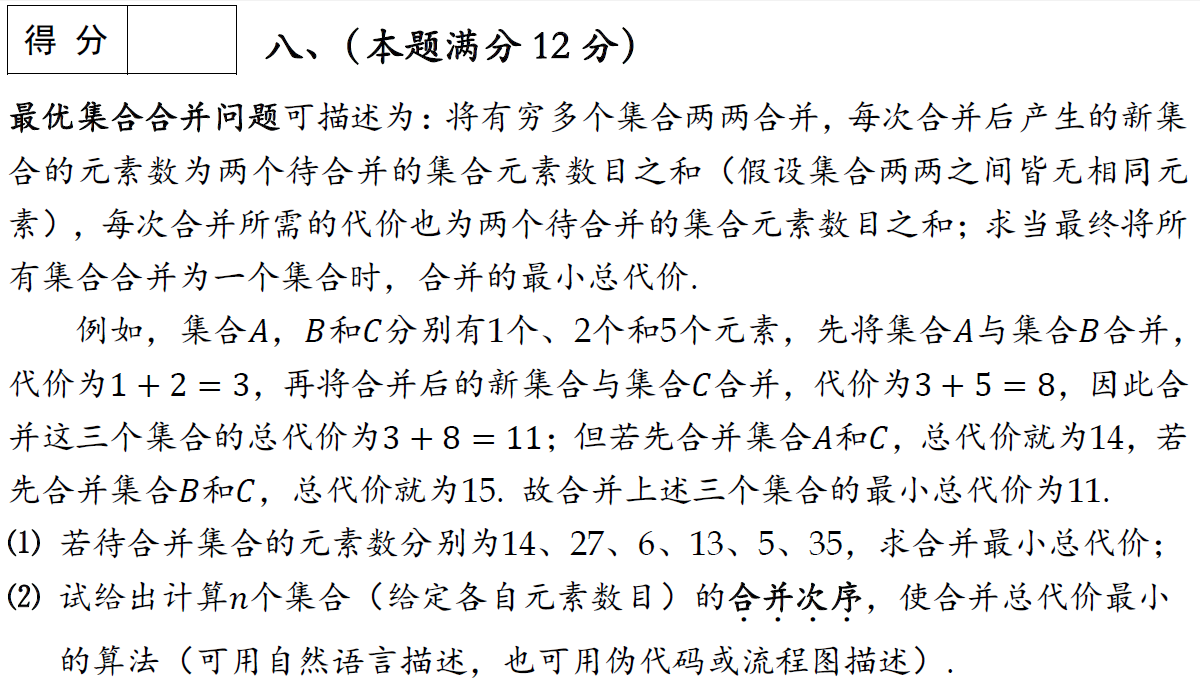 得 分
八、(本题满分 12 分)
最优集合合并问题可描述为：将有穷多个集合两两合并，每次合并后产生的新集
合的元素数为两个待合并的集合元素数目之和（假设集合两两之间皆无相同元
素），每次合并所需的代价也为两个待合并的集合元素数目之和；求当最终将所
有集合合并为一个集合时，合并的最小总代价.
例如，集合A，B和C分别有1个、2个和5个元素，先将集合A与集合B合并，
代价为1 + 2 = 3，再将合并后的新集合与集合C合并，代价为3 + 5 = 8，因此合
并这三个集合的总代价为3 + 8 = 11；但若先合并集合A和C，总代价就为14，若
先合并集合B和C，总代价就为15. 故合并上述三个集合的最小总代价为11.
⑴ 若待合并集合的元素数分别为14、27、6、13、5、35，求合并最小总代价；
⑵ 试给出计算n个集合（给定各自元素数目）的合并次序，使合并总代价最小
的算法（可用自然语言描述，也可用伪代码或流程图描述）.